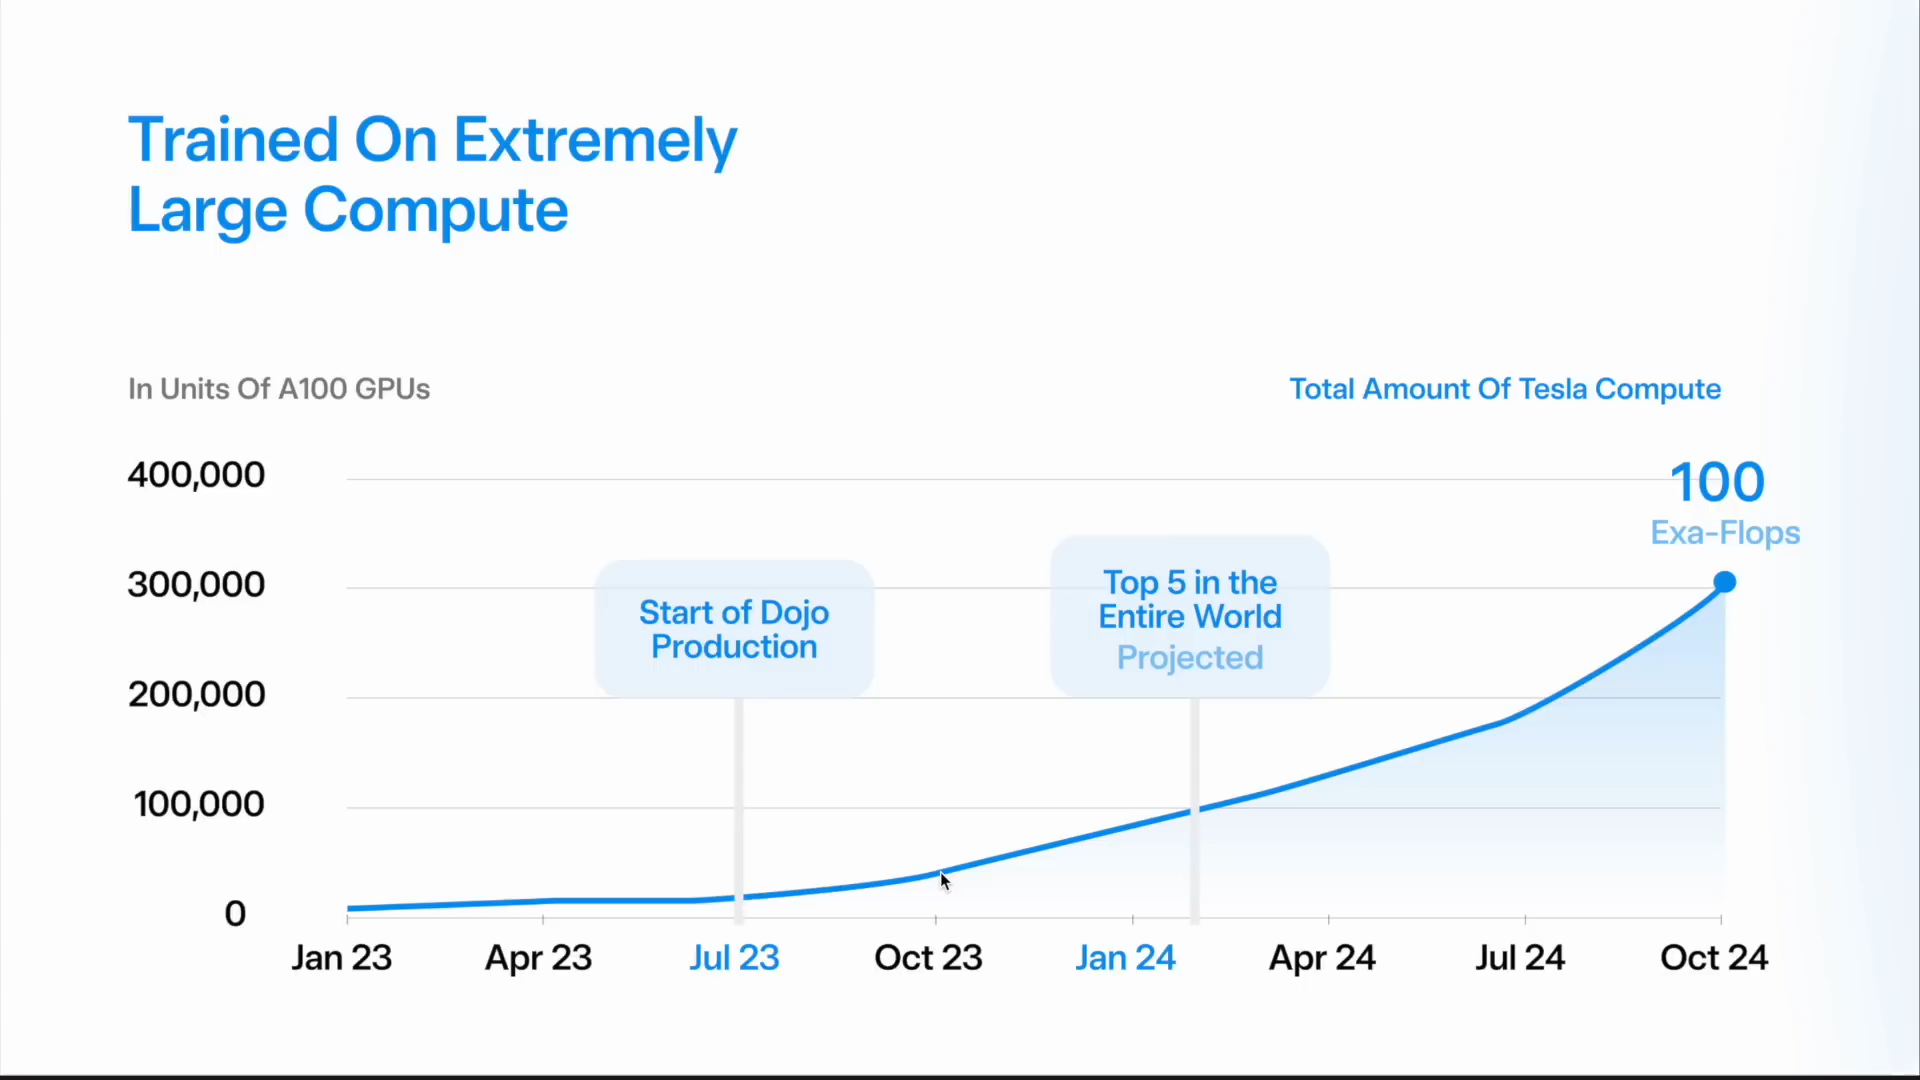 Trained On Extremely
Large Compute
In Units Of A100 GPUs
Total Amount Of Tesla Compute
400,000
300,000
200,000
100,000
0
100
Exa-Flops
Start of Dojo
Production
Top 5 in the
Entire World
Projected
Jan 23
Apr 23
Jul 23
Oct 23
Jan 24
Apr 24
Jul 24
Oct 24